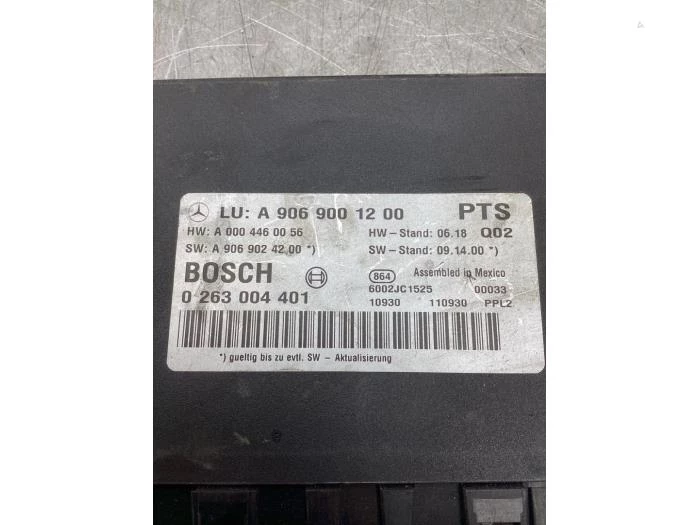 LU: A 906 900 12 00 PTS
HW: A 000 446 00 56 HW-Stand: 06.18 Q02
SW: A 906 902 42 00 *) SW-Stand: 09.14.00 *)
BOSCH 864 Assembled in Mexico
6002JC1525 00033
0 263 004 401 10930 110930 PPL2
*) gueltig bis zu evtl. SW - Aktualisierung